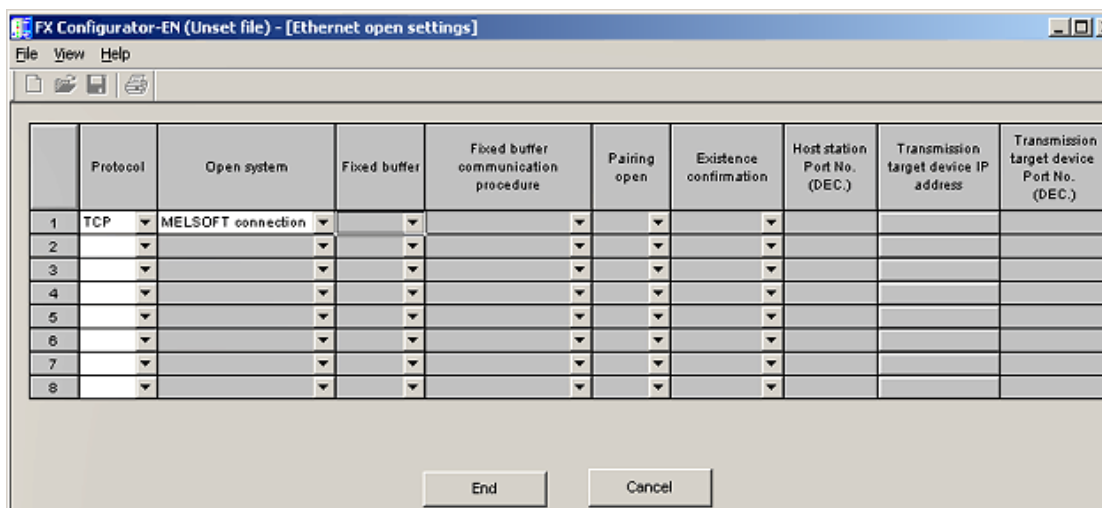 FX Configurator-EN (Unset file) - [Ethernet open settings]
File View Help
Protocol Open system Fixed buffer Fixed buffer communication procedure Pairing open Existence confirmation Host station Port No. (DEC.) Transmission target device IP address Transmission target device Port No. (DEC.)
1 TCP MELSOFT connection
2
3
4
5
6
7
8
End Cancel